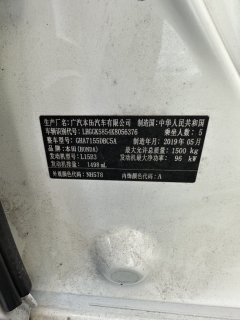 生产厂名：广汽本田汽车有限公司 制造国：中华人民共和国
车辆识别代号：LHGGK5854K8056376 乘坐人数：5
整车型号：GHA7155DBC5A 制造年月：2019年05月
品牌：本田(HONDA) 最大允许总质量：1500 kg
发动机型号：L15B3 发动机最大净功率：96 kW
发动机排量：1498 mL
外观颜色代码：NH578 内饰颜色代码：A